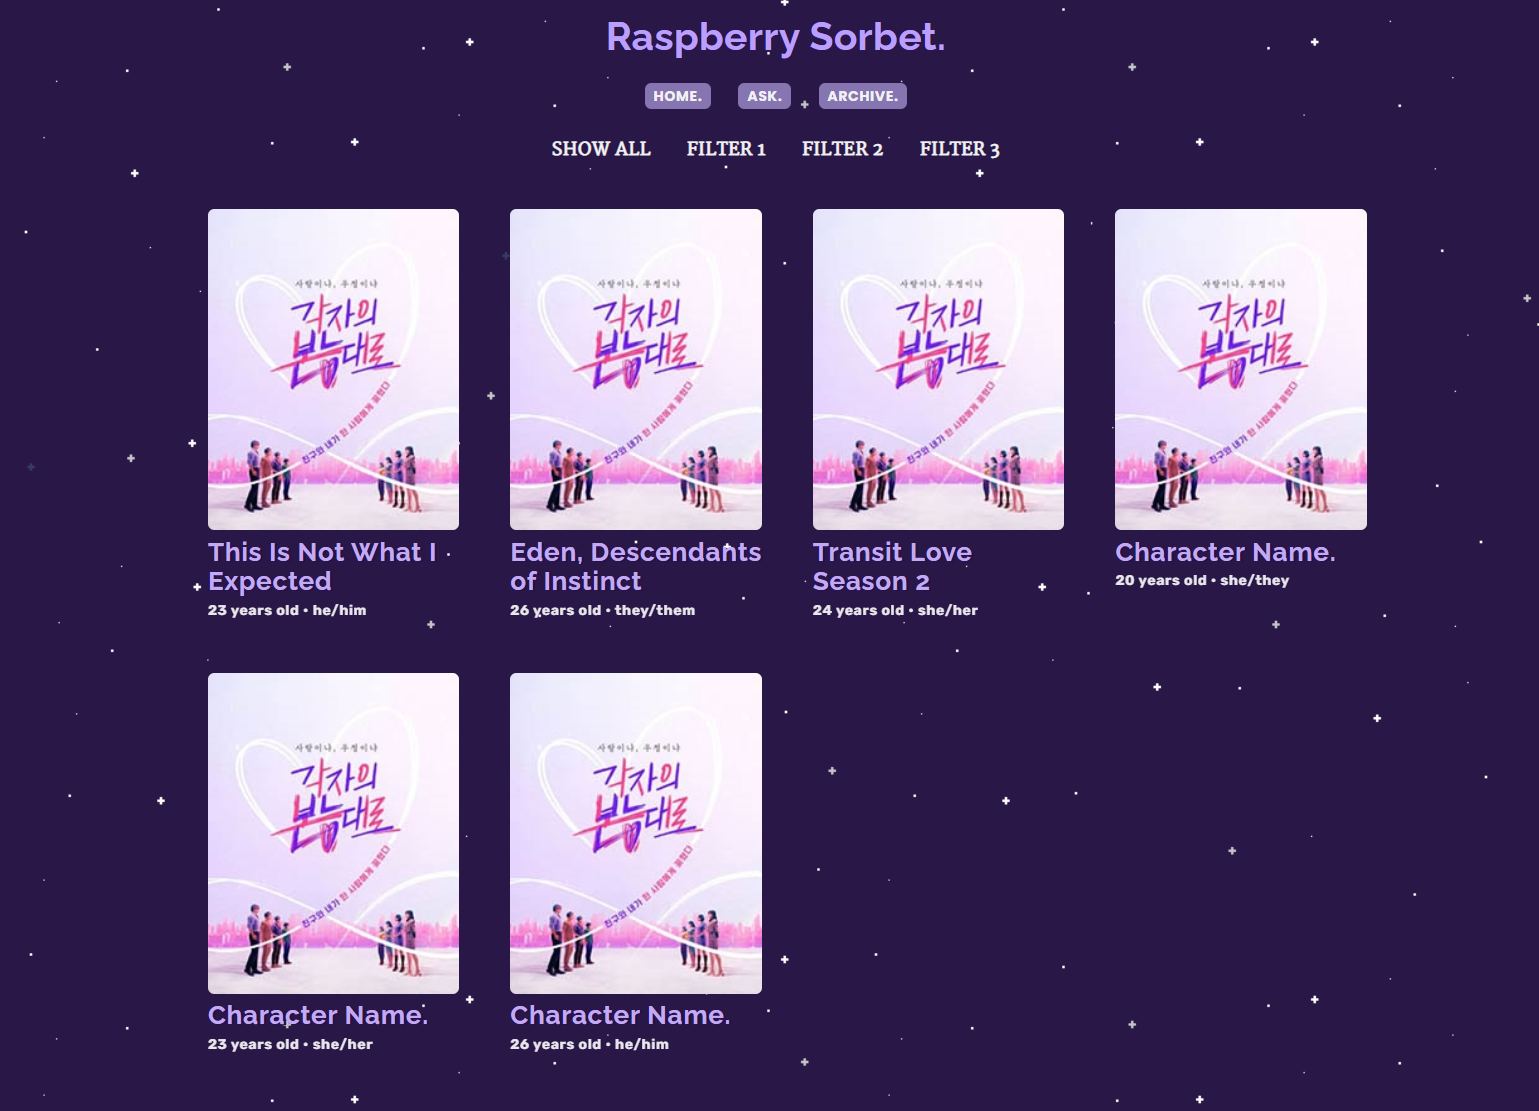 Raspberry Sorbet.
HOME. ASK. ARCHIVE.
SHOW ALL FILTER 1 FILTER 2 FILTER 3
사랑이냐, 우정이냐
각자의
본능대로
친구와 내가 한 사람에게 꽂혔다
사랑이냐, 우정이냐
각자의
본능대로
친구와 내가 한 사람에게 꽂혔다
사랑이냐, 우정이냐
각자의
본능대로
친구와 내가 한 사람에게 꽂혔다
사랑이냐, 우정이냐
각자의
본능대로
친구와 내가 한 사람에게 꽂혔다
This Is Not What I
Expected
23 years old • he/him
Eden, Descendants
of Instinct
26 years old • they/them
Transit Love
Season 2
24 years old • she/her
Character Name.
20 years old • she/they
사랑이냐, 우정이냐
각자의
본능대로
친구와 내가 한 사람에게 꽂혔다
사랑이냐, 우정이냐
각자의
본능대로
친구와 내가 한 사람에게 꽂혔다
Character Name.
23 years old • she/her
Character Name.
26 years old • he/him